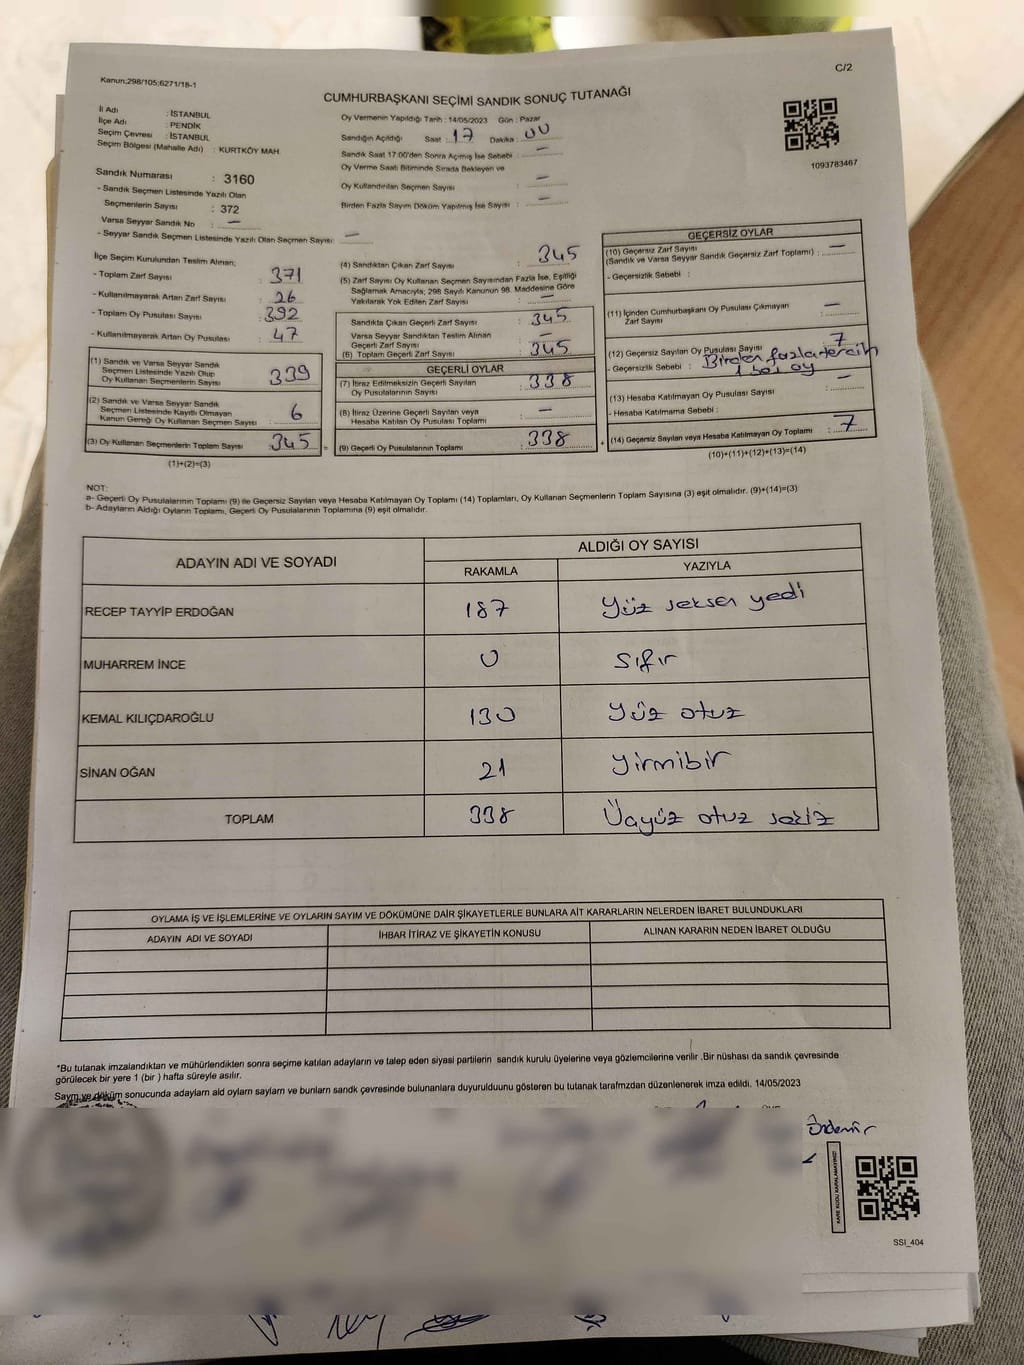 Kanun;298/105;6271/18-1
C/2
CUMHURBAŞKANI SEÇİMİ SANDIK SONUÇ TUTANAĞI
İl Adı : İSTANBUL
İlçe Adı : PENDİK
Seçim Çevresi : İSTANBUL
Seçim Bölgesi (Mahalle Adı) : KURTKÖY MAH.
Sandık Numarası : 3160
- Sandık Seçmen Listesinde Yazılı Olan
Seçmenlerin Sayısı : 372
Varsa Seyyar Sandık No : —
- Seyyar Sandık Seçmen Listesinde Yazılı Olan Seçmen Sayısı : —
Oy Vermenin Yapıldığı Tarih : 14/05/2023 Gün : Pazar
Sandığın Açıldığı Saat : 17 Dakika : 00
Sandık Saat 17:00'den Sonra Açımış İse Sebebi : —
Oy Verme Saati Bitiminde Sırada Bekleyen ve
Oy Kullandırılan Seçmen Sayısı : —
Birden Fazla Sayım Döküm Yapılmış İse Sayısı : —
1093783467
İlçe Seçim Kurulundan Teslim Alınan;
- Toplam Zarf Sayısı : 371
- Kullanılmayarak Artan Zarf Sayısı : 26
- Toplam Oy Pusulası Sayısı : 392
- Kullanılmayarak Artan Oy Pusulası : 47
(1) Sandık ve Varsa Seyyar Sandık
Seçmen Listesinde Yazılı Olup
Oy Kullanan Seçmenlerin Sayısı : 339
(2) Sandık ve Varsa Seyyar Sandık
Seçmen Listesinde Kayıtlı Olmayan
Kanun Gereği Oy Kullanan Seçmen Sayısı : 6
(3) Oy Kullanan Seçmenlerin Toplam Sayısı : 345
(1)+(2)=(3)
(4) Sandıktan Çıkan Zarf Sayısı : 345
(5) Zarf Sayısı Oy Kullanan Seçmen Sayısından Fazla İse, Eşitliği
Sağlamak Amacıyla; 298 Sayılı Kanunun 98. Maddesine Göre
Yakılarak Yok Edilen Zarf Sayısı : —
Sandıkta Çıkan Geçerli Zarf Sayısı : 345
Varsa Seyyar Sandıktan Teslim Alınan
Geçerli Zarf Sayısı : —
(6) Toplam Geçerli Zarf Sayısı : 345
GEÇERLİ OYLAR
(7) İtiraz Edilmeksizin Geçerli Sayılan
Oy Pusulasının Sayısı : 338
(8) İtiraz Üzerine Geçerli Sayılan veya
Hesaba Katılan Oy Pusulası Toplamı : —
(9) Geçerli Oy Pusulalarının Toplamı : 338
GEÇERSİZ OYLAR
(10) Geçersiz Zarf Sayısı
(Sandık ve Varsa Seyyar Sandık Geçersiz Zarf Toplamı) : —
- Geçersizlik Sebebi :
(11) İçinden Cumhurbaşkanı Oy Pusulası Çıkmayan
Zarf Sayısı : —
(12) Geçersiz Sayılan Oy Pusulası Sayısı : 7
- Geçersizlik Sebebi : Birden fazla tercih
1 boş oy
(13) Hesaba Katılmayan Oy Pusulası Sayısı : —
- Hesaba Katılmama Sebebi :
(14) Geçersiz Sayılan veya Hesaba Katılmayan Oy Toplamı : 7
(10)+(11)+(12)+(13)=(14)
NOT:
a- Geçerli Oy Pusulalarının Toplamı (9) ile Geçersiz Sayılan veya Hesaba Katılmayan Oy Toplamı (14) Toplamları, Oy Kullanan Seçmenlerin Toplam Sayısına (3) eşit olmalıdır. (9)+(14)=(3)
b- Adayların Aldığı Oyların Toplamı, Geçerli Oy Pusulalarının Toplamına (9) eşit olmalıdır.
ADAYIN ADI VE SOYADI
ALDIĞI OY SAYISI
RAKAMLA YAZIYLA
RECEP TAYYİP ERDOĞAN 187 Yüz seksen yedi
MUHARREM İNCE 0 Sıfır
KEMAL KILIÇDAROĞLU 130 Yüz otuz
SİNAN OĞAN 21 Yirmibir
TOPLAM 338 Üçyüz otuz sekiz
OYLAMA İŞ VE İŞLEMLERİNE VE OYLARIN SAYIM VE DÖKÜMÜNE DAİR ŞİKAYETLERLE BUNLARA AİT KARARLARIN NELERDEN İBARET BULUNDUKLARI
ADAYIN ADI VE SOYADI İHBAR İTİRAZ VE ŞİKAYETİN KONUSU ALINAN KARARIN NEDEN İBARET OLDUĞU
*Bu tutanak imzalandıktan ve mühürlendikten sonra seçime katılan adayların ve talep eden siyasi partilerin sandık kurulu üyelerine veya gözlemcilerine verilir .Bir nüshası da sandık çevresinde
görülecek bir yere 1 (bir ) hafta süreyle asılır.
Saym ve döküm sonucunda adaylarn ald oylarn saylarn ve bunlarn sandk çevresinde bulunanlara duyurulduunu gösteren bu tutanak tarafmzdan düzenlenerek imza edildi. 14/05/2023
KARE KODU KARALAMAYINIZ!
SSI_404